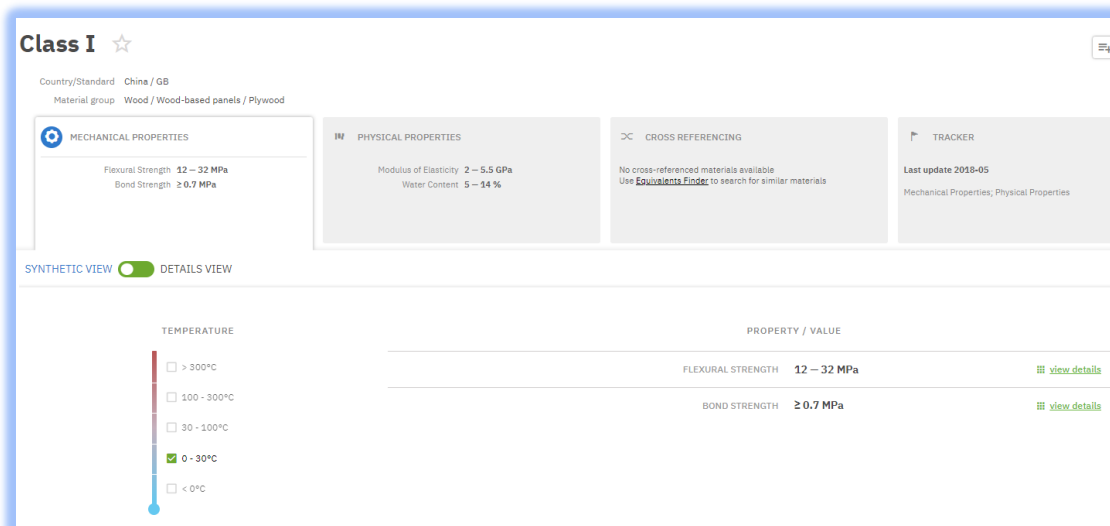 Class I
Country/Standard China / GB
Material group Wood / Wood-based panels / Plywood
MECHANICAL PROPERTIES
Flexural Strength 12 — 32 MPa
Bond Strength ≥ 0.7 MPa
PHYSICAL PROPERTIES
Modulus of Elasticity 2 — 5.5 GPa
Water Content 5 — 14 %
CROSS REFERENCING
No cross-referenced materials available
Use Equivalents Finder to search for similar materials
TRACKER
Last update 2018-05
Mechanical Properties; Physical Properties
SYNTHETIC VIEW DETAILS VIEW
TEMPERATURE
> 300°C
100 - 300°C
30 - 100°C
0 - 30°C
< 0°C
PROPERTY / VALUE
FLEXURAL STRENGTH 12 — 32 MPa view details
BOND STRENGTH ≥ 0.7 MPa view details